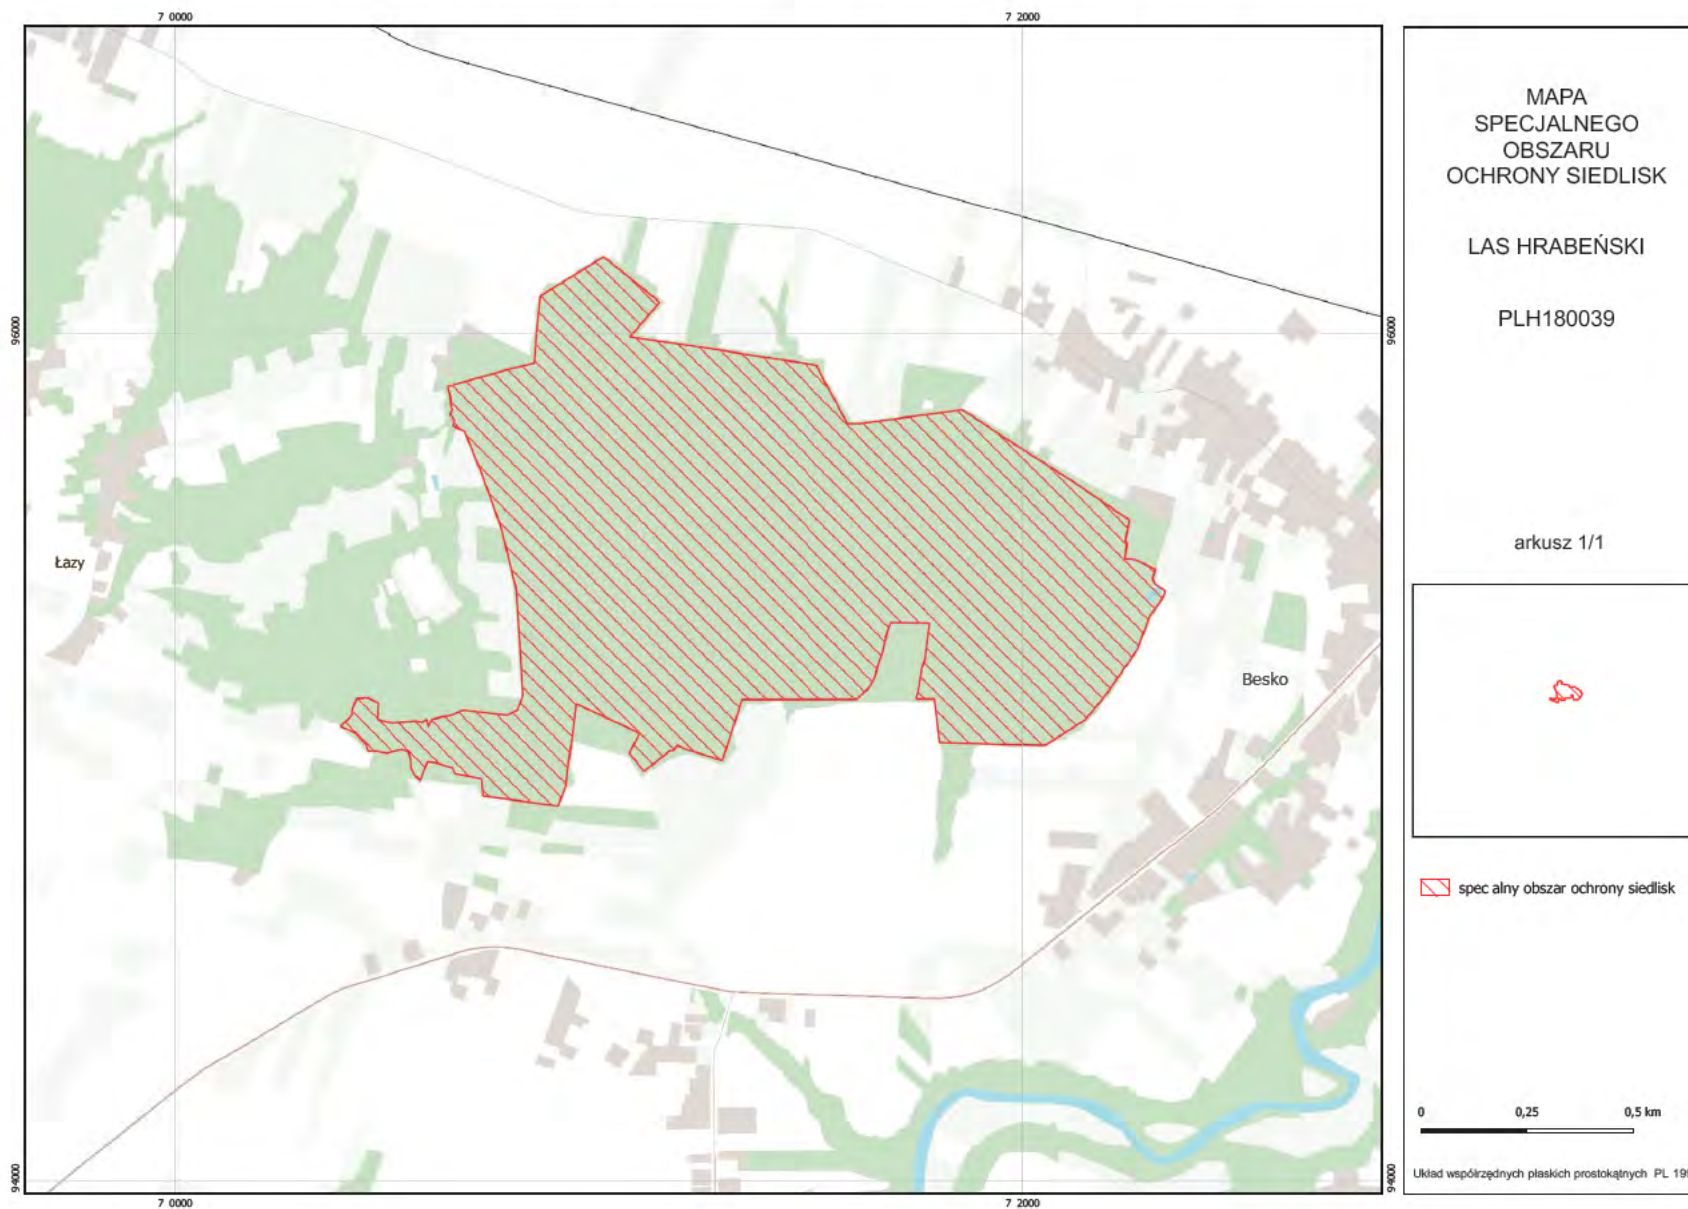 7 0000
7 2000
96000
96000
Łazy
Besko
94000
94000
7 0000
7 2000
MAPA
SPECJALNEGO
OBSZARU
OCHRONY SIEDLISK
LAS HRABEŃSKI
PLH180039
arkusz 1/1
spec alny obszar ochrony siedlisk
0 0,25 0,5 km
Układ współrzędnych płaskich prostokątnych PL 199